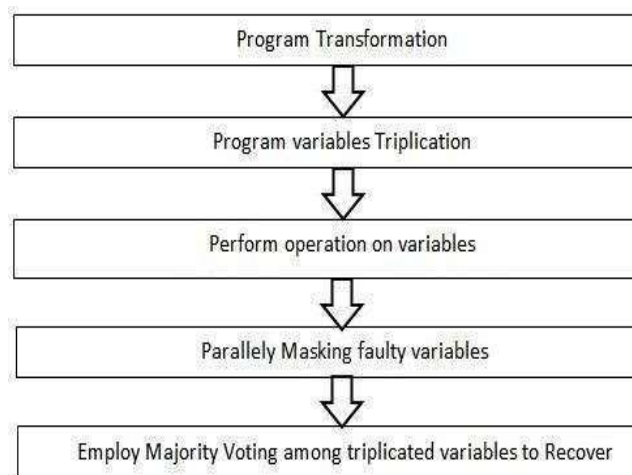 Program Transformation
Program variables Triplication
Perform operation on variables
Parallely Masking faulty variables
Employ Majority Voting among triplicated variables to Recover